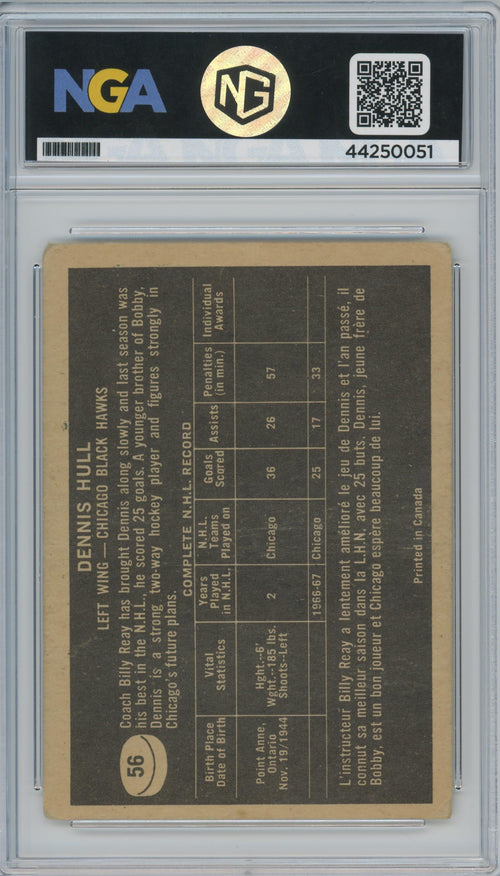 NGA
NG
44250051
56
DENNIS HULL
LEFT WING — CHICAGO BLACK HAWKS
Coach Billy Reay has brought Dennis along slowly and last season was
his best in the N.H.L., he scored 25 goals. A younger brother of Bobby,
Dennis is a strong two-way hockey player and figures strongly in
Chicago's future plans.
COMPLETE N.H.L. RECORD
Birth Place
Date of Birth
Vital
Statistics
Years
Played
in N.H.L.
N.H.L.
Teams
Played on
Goals
Scored
Assists
Penalties
(in min.)
Individual
Awards
Point Anne,
Ontario
Nov. 19/1944
Hght.--6'
Wght.--185 lbs.
Shoots--Left
2
Chicago
36
26
57
1966-67
Chicago
25
17
33
L'instructeur Billy Reay a lentement amélioré le jeu de Dennis et l'an passé, il
connut sa meilleur saison dans la L.H.N. avec 25 buts. Dennis, jeune frère de
Bobby, est un bon joueur et Chicago espère beaucoup de lui.
Printed in Canada